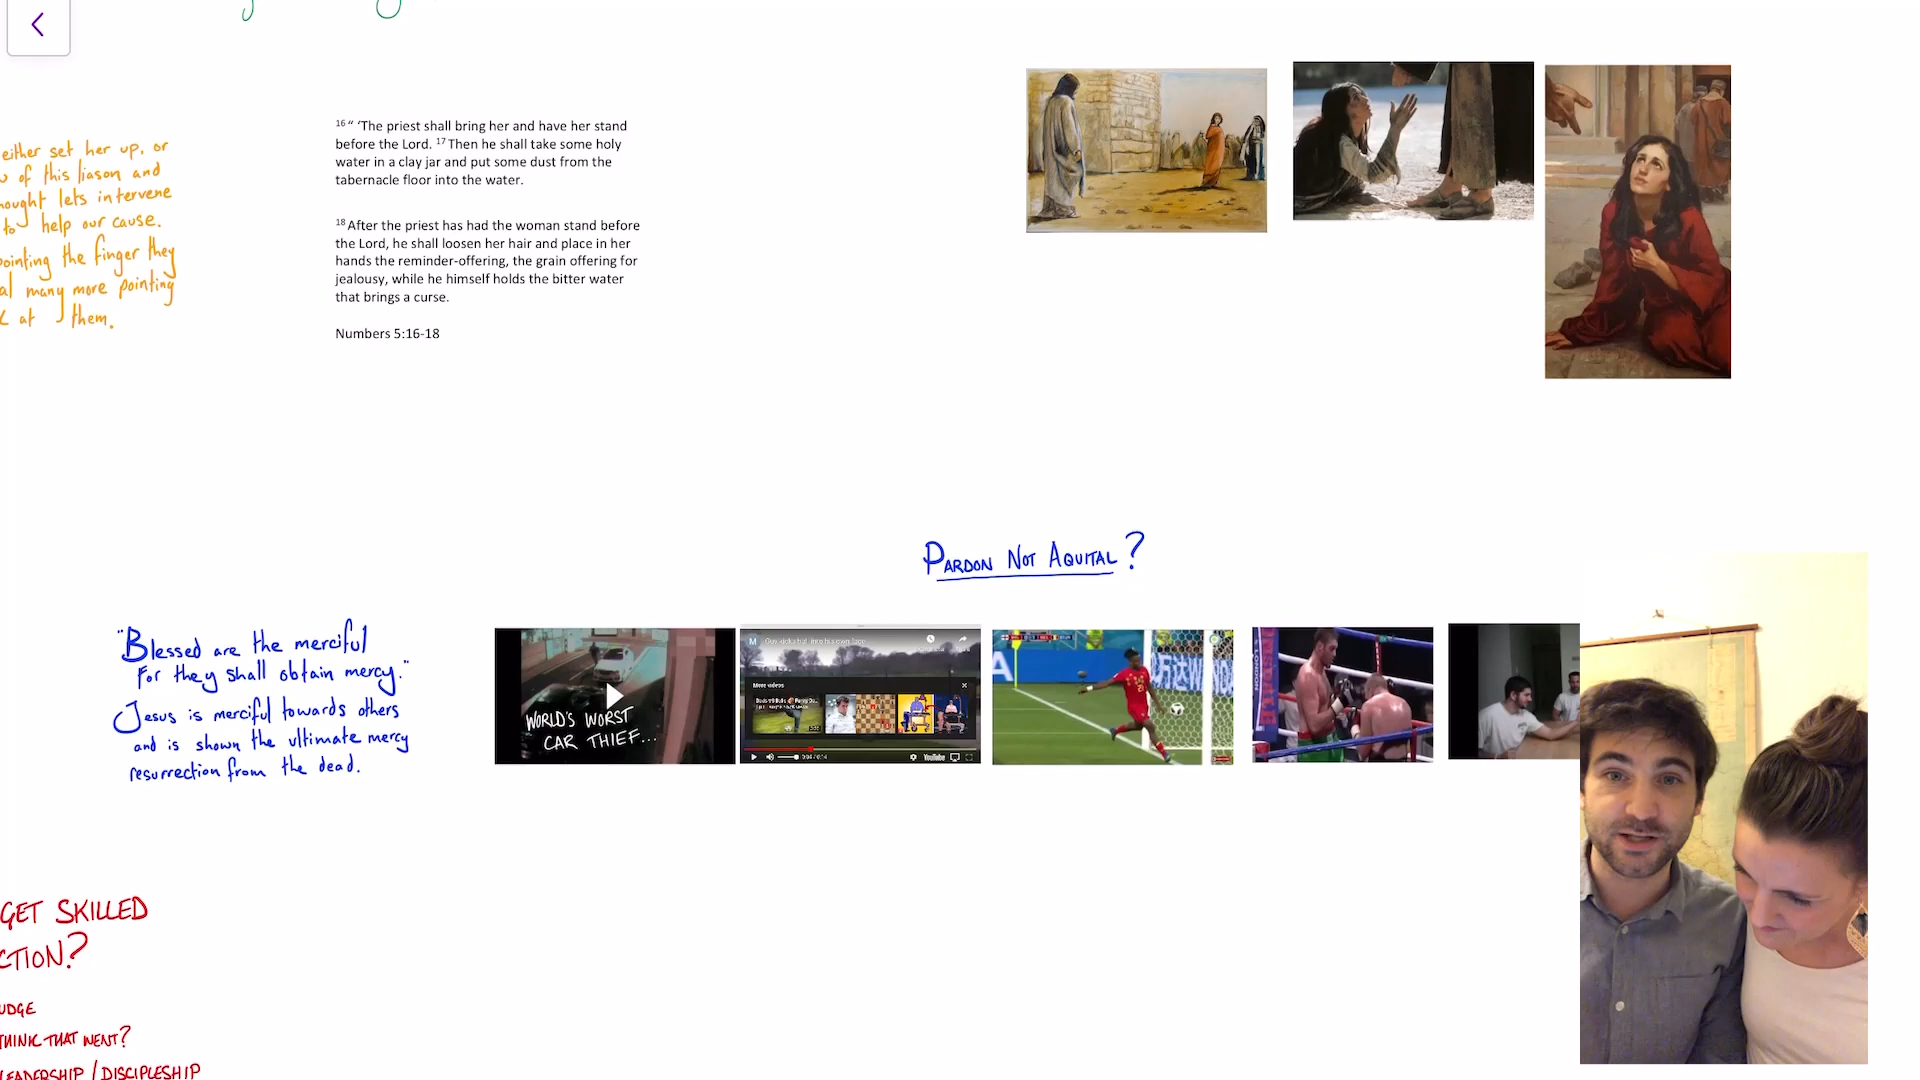 either set her up, or
of this liason and
thought lets intervene
to help our cause.
pointing the finger they
many more pointing
at them.
16 “ ‘The priest shall bring her and have her stand
before the Lord. 17 Then he shall take some holy
water in a clay jar and put some dust from the
tabernacle floor into the water.
18 After the priest has had the woman stand before
the Lord, he shall loosen her hair and place in her
hands the reminder-offering, the grain offering for
jealousy, while he himself holds the bitter water
that brings a curse.
Numbers 5:16-18
PARDON NOT AQUITAL?
"Blessed are the merciful
For they shall obtain mercy."
Jesus is merciful towards others
and is shown the ultimate mercy
resurrection from the dead.
WORLD'S WORST
CAR THIEF...
M
More videos
YouTube
LONDON
GET SKILLED
CTION?
UDGE
THINK THAT WENT?
LEADERSHIP / DISCIPLESHIP